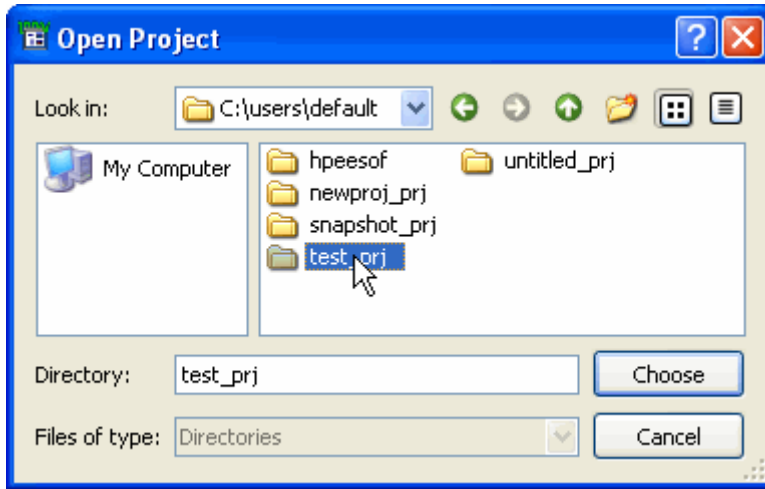 Open Project
Look in: C:\users\default
My Computer
hpeesof untitled_prj
newproj_prj
snapshot_prj
test_prj
Directory: test_prj Choose
Files of type: Directories Cancel